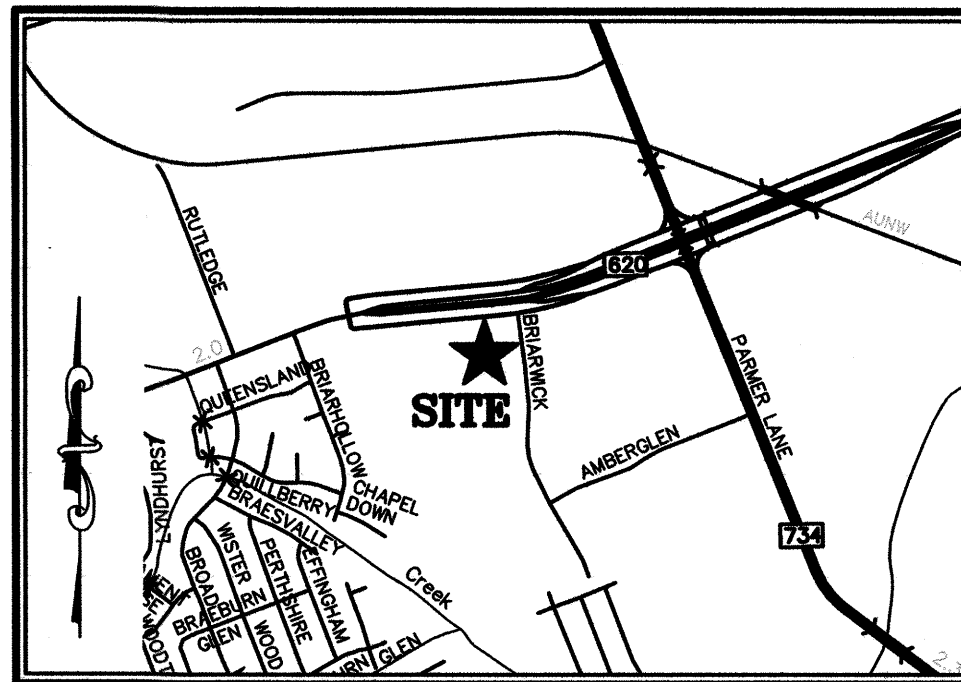 RUTLEDGE
AUNW
620
2.0
QUEENSLAND
BRIARHOLLOW
BRIARWICK
SITE
PARMER LANE
AMBERGLEN
LYNDHURST
QUILLBERRY
CHAPEL
DOWN
BRAESVALLEY
734
WISTER
WOOD
BROAD
PERTHSHIRE
EFFINGHAM
Creek
BRAEBURN
GLEN
GLEN